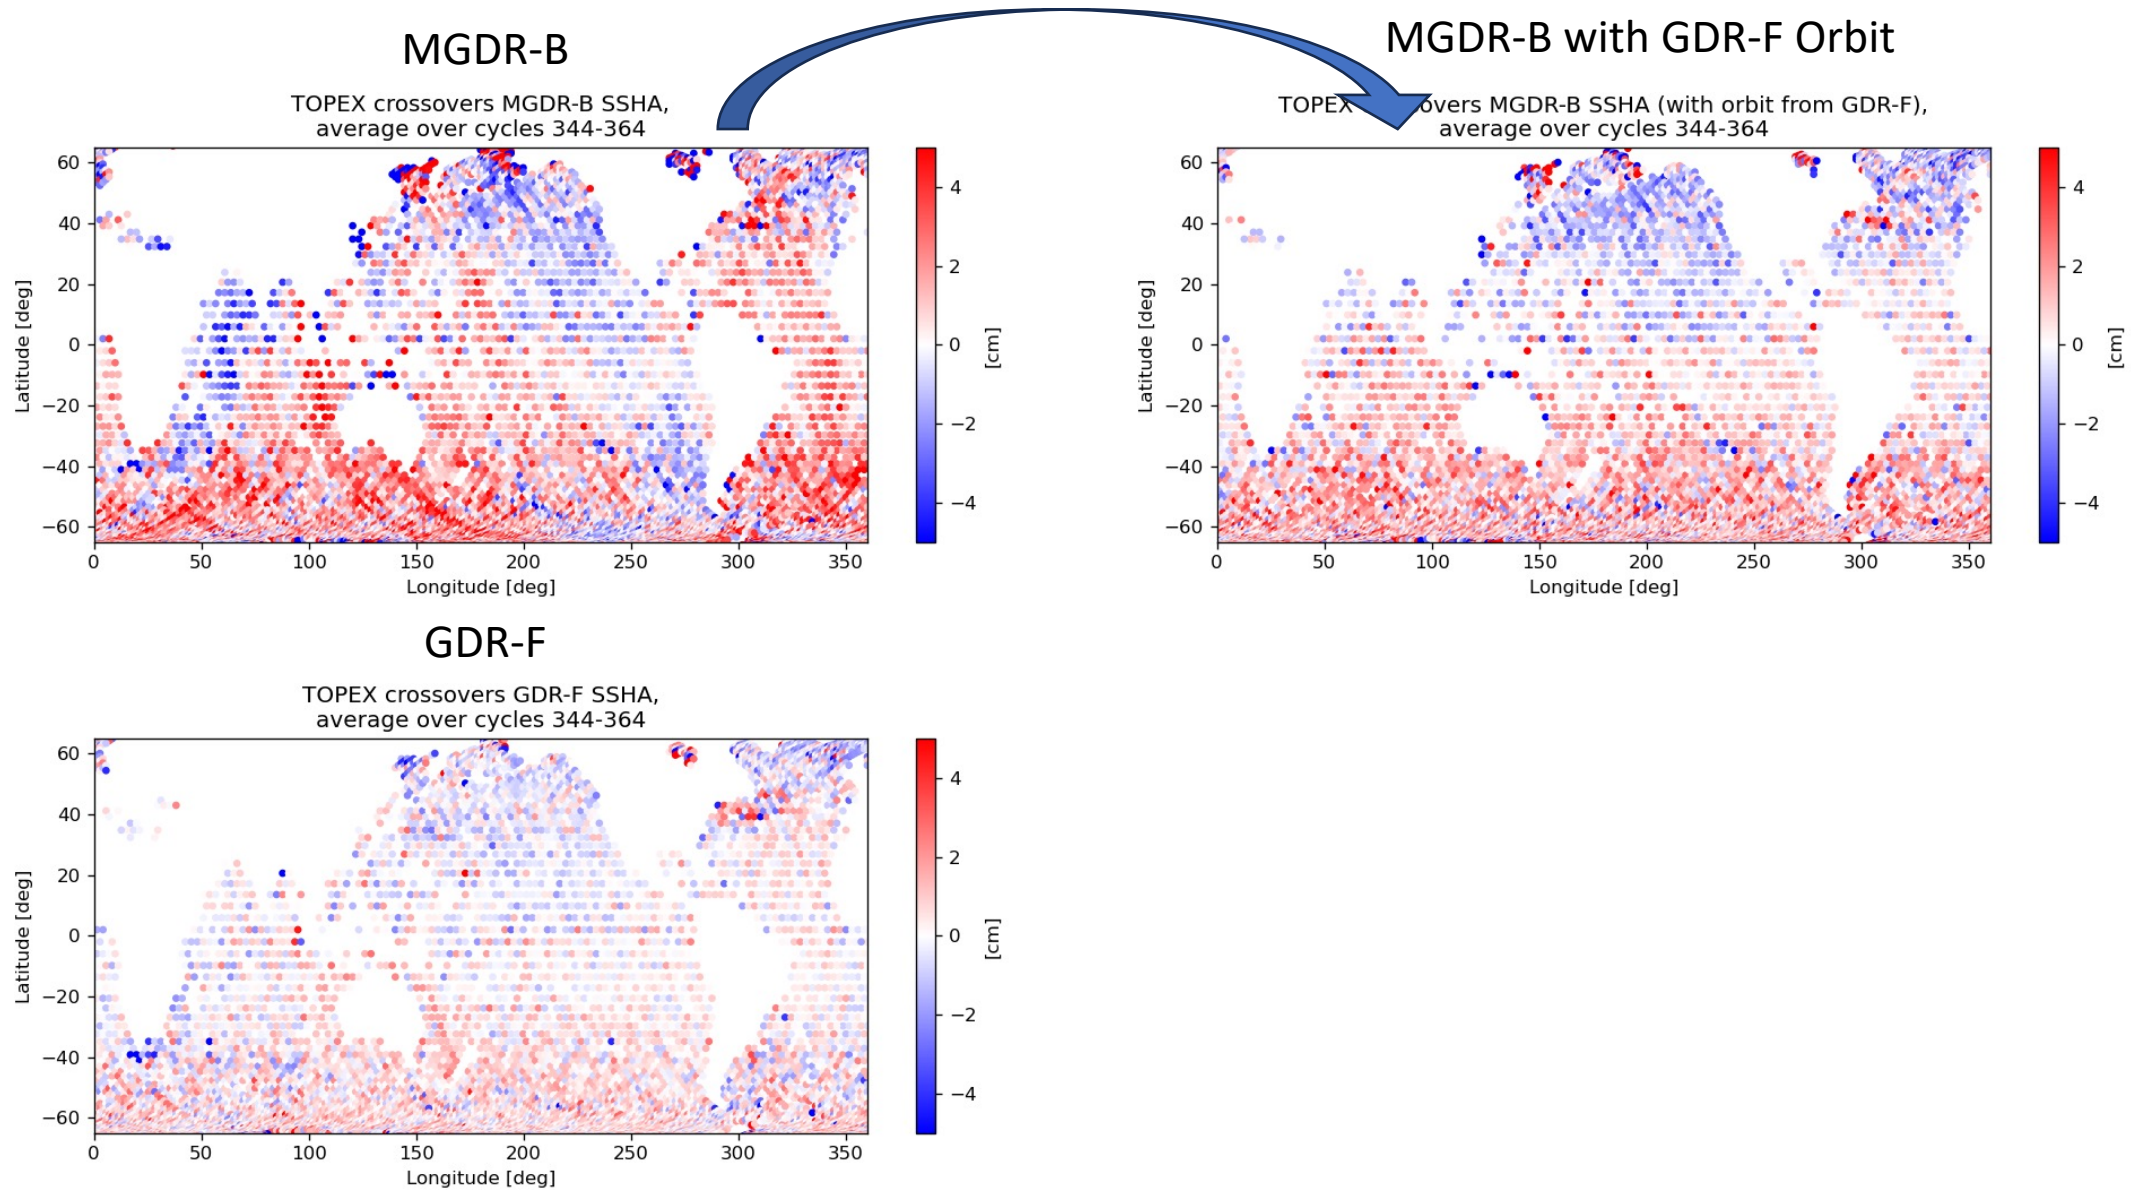 MGDR-B
TOPEX crossovers MGDR-B SSHA,
average over cycles 344-364
60
40
20
0
−20
−40
−60
Latitude [deg]
0 50 100 150 200 250 300 350
Longitude [deg]
4
2
0
−2
−4
[cm]
MGDR-B with GDR-F Orbit
TOPEX overs MGDR-B SSHA (with orbit from GDR-F),
average over cycles 344-364
60
40
20
0
−20
−40
−60
Latitude [deg]
0 50 100 150 200 250 300 350
Longitude [deg]
4
2
0
−2
−4
[cm]
GDR-F
TOPEX crossovers GDR-F SSHA,
average over cycles 344-364
60
40
20
0
−20
−40
−60
Latitude [deg]
0 50 100 150 200 250 300 350
Longitude [deg]
4
2
0
−2
−4
[cm]